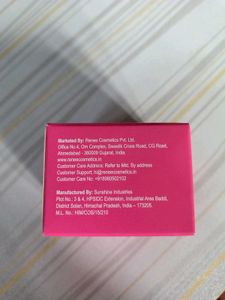 Marketed By: Renee Cosmetics Pvt. Ltd.
Office No 4, Om Complex, Swastik Cross Road, CG Road,
Ahmedabad - 380009 Gujarat, India.
www.reneecosmetics.in
Customer Care Address: Refer to Mkt. By address
Customer Support: hi@reneecosmetics.in
Customer Care No: +919980502102
Manufactured By: Sunshine Industries
Plot No.: 3 & 4, HPSIDC Extension, Industrial Area Baddi,
District Solan, Himachal Pradesh, India – 173205.
M.L. No.: HIM/COS/15/210